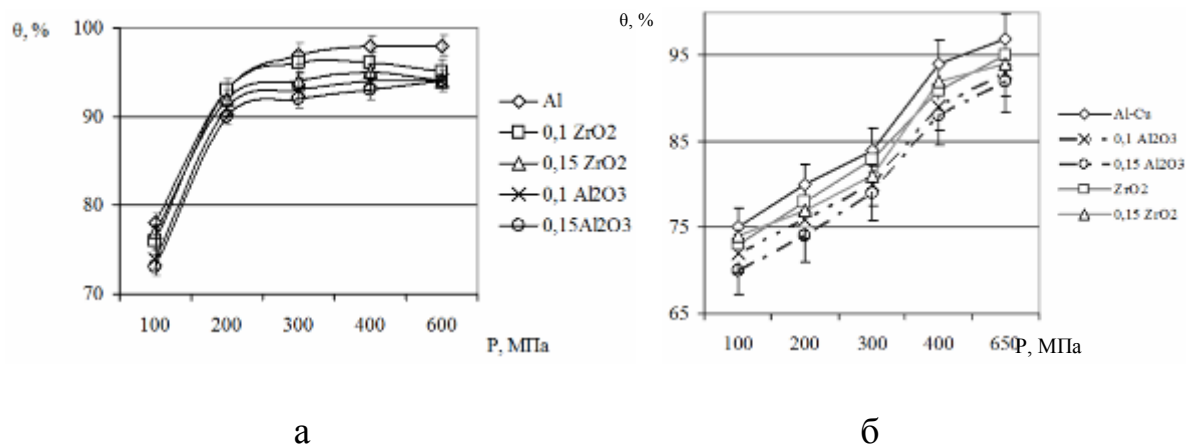 θ, %
100
90
80
70
100 200 300 400 600
P, МПа
Al
0,1 ZrO2
0,15 ZrO2
0,1 Al2O3
0,15Al2O3
а
θ, %
95
85
75
65
100 200 300 400 650
P, МПа
Al-Cu
0,1 Al2O3
0,15 Al2O3
ZrO2
0,15 ZrO2
б